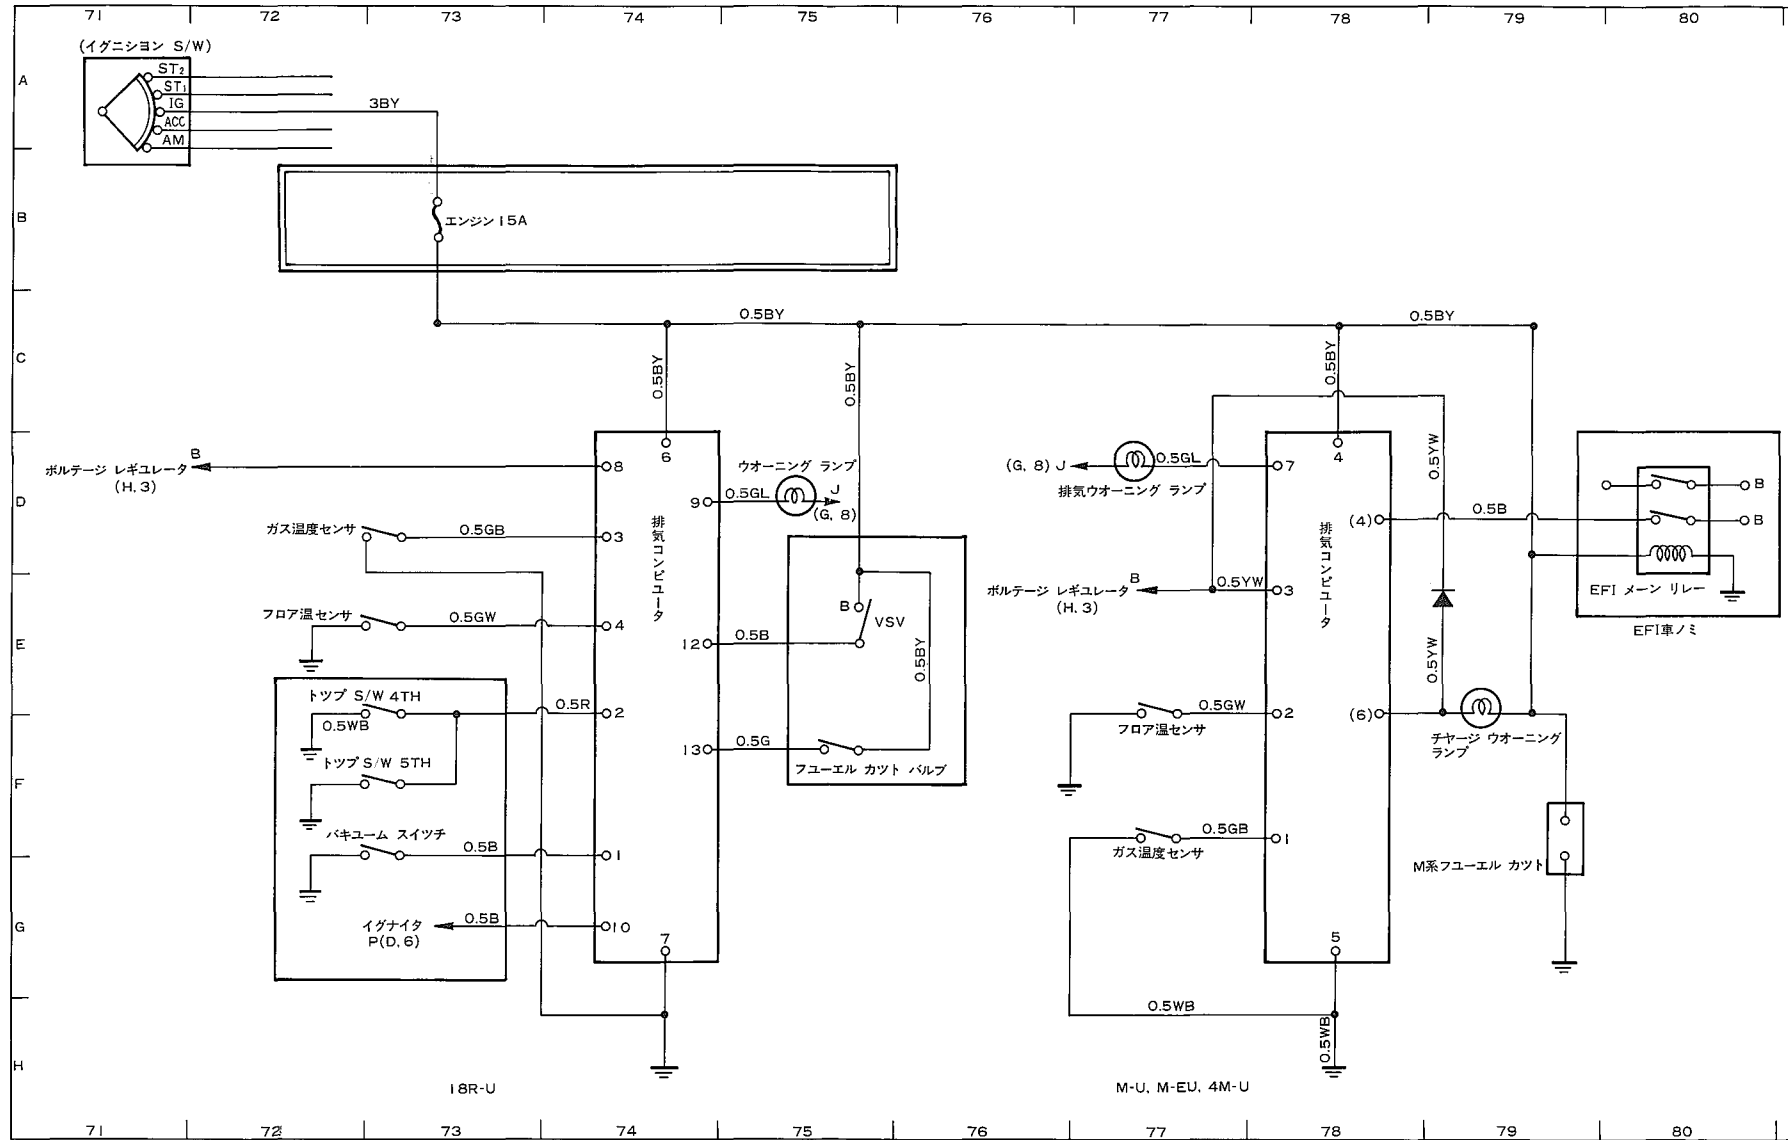 71 72 73 74 75 76 77 78 79 80
A
(イグニシヨン S/W)
ST₂
ST₁
IG
ACC
AM
3BY
B
エンジン 15A
0.5BY
0.5BY
C
0.5BY
0.5BY
0.5BY
ボルテージ レギユレータ
(H, 3)
B
8
6
ウオーニング ランプ
9
0.5GL
J
(G, 8)
(G, 8) J
0.5GL
排気ウオーニング ランプ
7
4
0.5YW
D
ガス温度センサ
0.5GB
3
排気コンピユータ
(4)
0.5B
B
B
排気コンピユータ
ボルテージ レギユレータ
(H, 3)
B
0.5YW
3
EFI メーン リレー
EFI車ノミ
E
フロア温センサ
0.5GW
4
12
0.5B
B
VSV
0.5BY
0.5YW
トツプ S/W 4TH
0.5WB
0.5R
2
13
0.5G
フユーエル カツト バルブ
0.5GW
フロア温センサ
2
(6)
チヤージ ウオーニング
ランプ
F
トツプ S/W 5TH
バキユーム スイツチ
0.5B
1
0.5GB
ガス温度センサ
1
M系フユーエル カツト
G
イグナイタ
P(D, 6)
0.5B
10
7
5
0.5WB
0.5WB
H
18R-U
M-U, M-EU, 4M-U
71 72 73 74 75 76 77 78 79 80